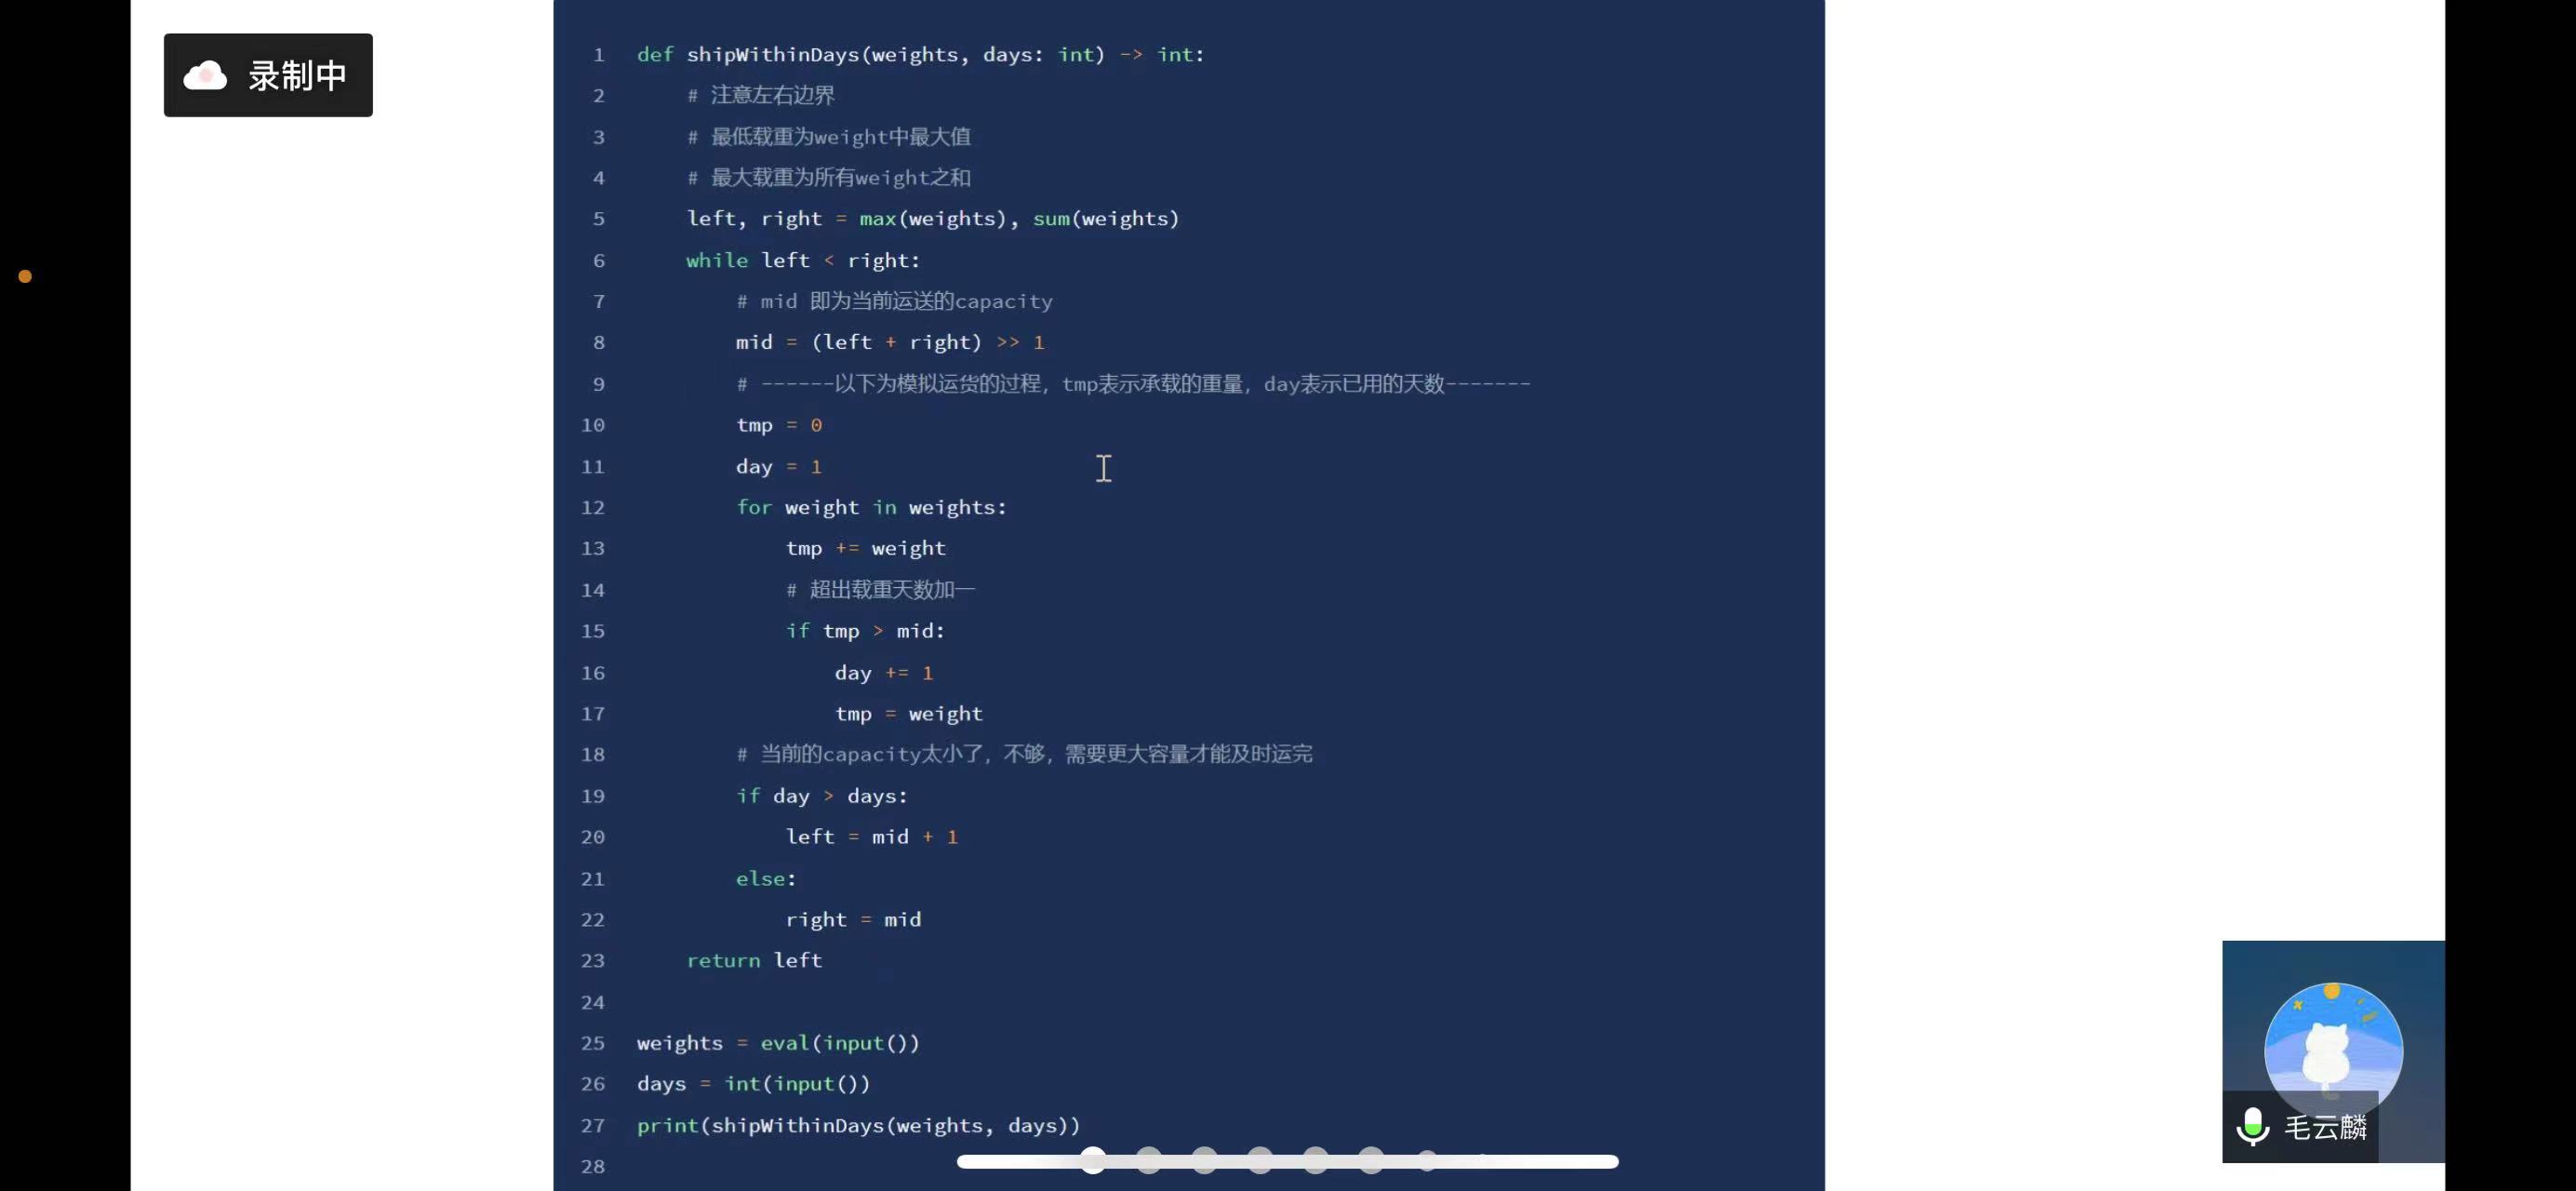 录制中
1 def shipWithinDays(weights, days: int) -> int:
2     # 注意左右边界
3     # 最低载重为weight中最大值
4     # 最大载重为所有weight之和
5     left, right = max(weights), sum(weights)
6     while left < right:
7         # mid 即为当前运送的capacity
8         mid = (left + right) >> 1
9         # ------以下为模拟运货的过程，tmp表示承载的重量，day表示已用的天数-------
10         tmp = 0
11         day = 1
12         for weight in weights:
13             tmp += weight
14             # 超出载重天数加一
15             if tmp > mid:
16                 day += 1
17                 tmp = weight
18         # 当前的capacity太小了，不够，需要更大容量才能及时运完
19         if day > days:
20             left = mid + 1
21         else:
22             right = mid
23     return left
24
25 weights = eval(input())
26 days = int(input())
27 print(shipWithinDays(weights, days))
28
毛云麟